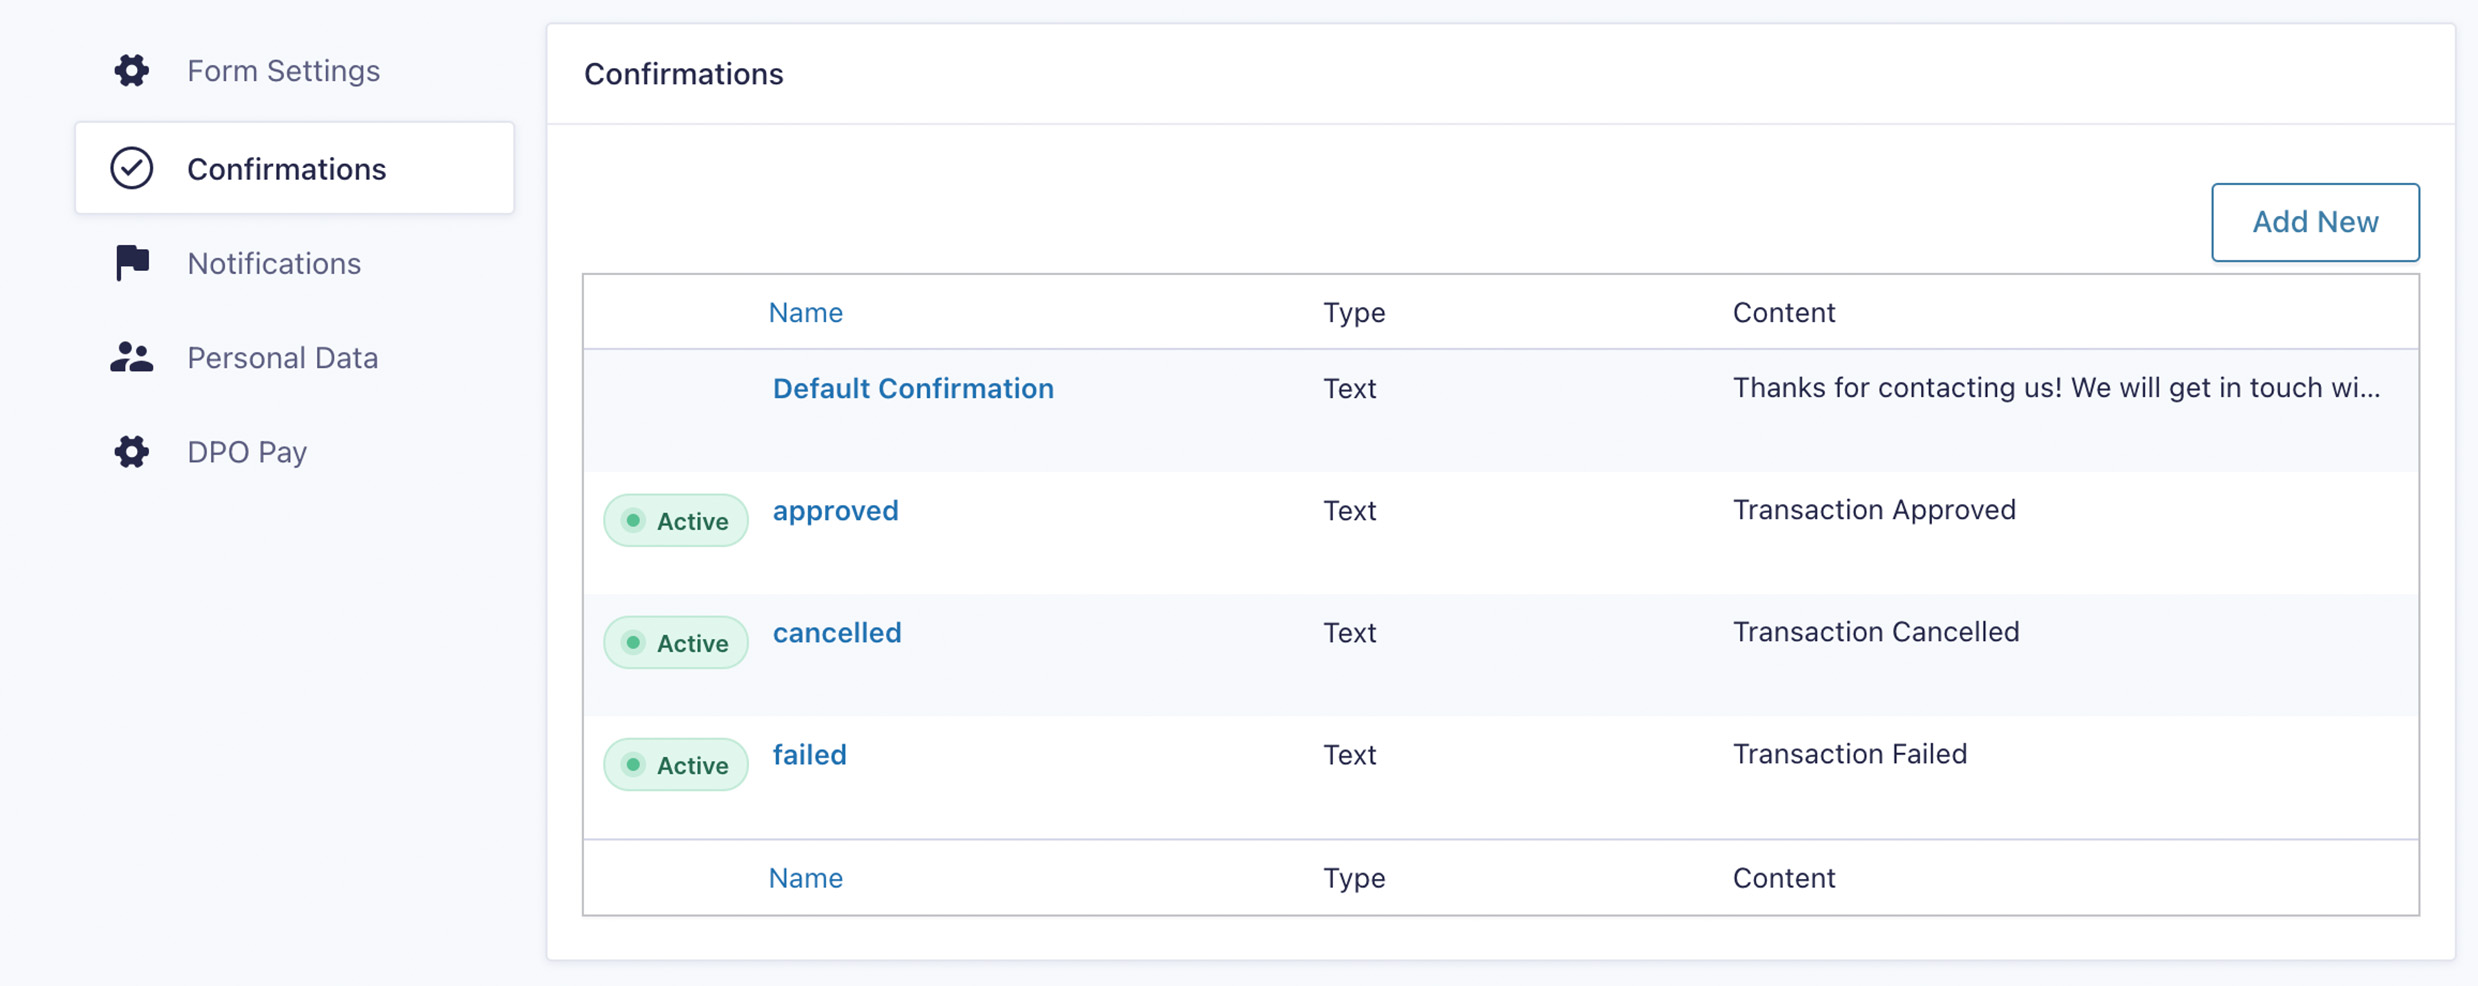 Form Settings
Confirmations
Notifications
Personal Data
DPO Pay
Confirmations
Add New
Name Type Content
Default Confirmation Text Thanks for contacting us! We will get in touch wi...
Active approved Text Transaction Approved
Active cancelled Text Transaction Cancelled
Active failed Text Transaction Failed
Name Type Content